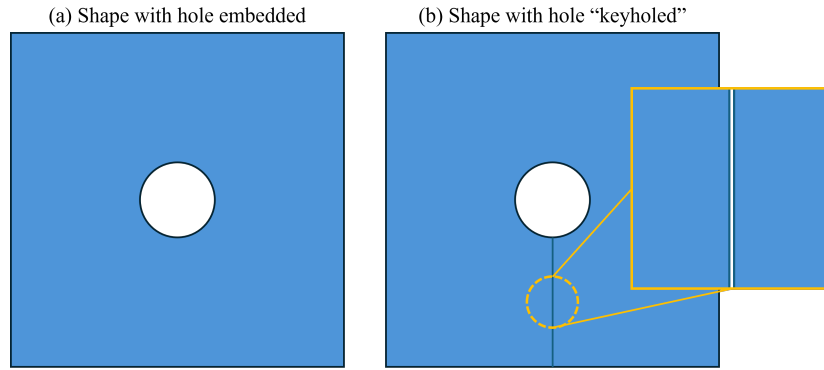 (a) Shape with hole embedded
(b) Shape with hole “keyholed”